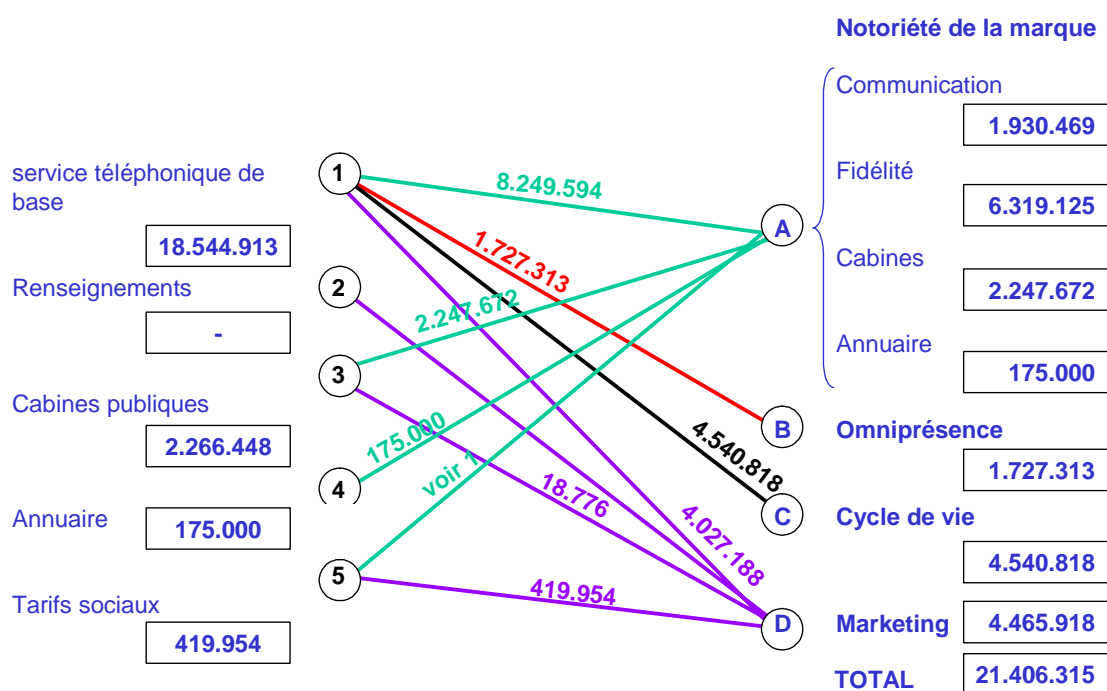 Notoriété de la marque
Communication
1.930.469
Fidélité
6.319.125
Cabines
2.247.672
Annuaire
175.000
Omniprésence
1.727.313
Cycle de vie
4.540.818
Marketing 4.465.918
TOTAL 21.406.315
service téléphonique de
base
18.544.913
Renseignements
-
Cabines publiques
2.266.448
Annuaire 175.000
Tarifs sociaux
419.954
1
2
3
4
5
8.249.594
1.727.313
2.247.672
175.000
voir 1
4.540.818
18.776
4.027.188
419.954
A
B
C
D